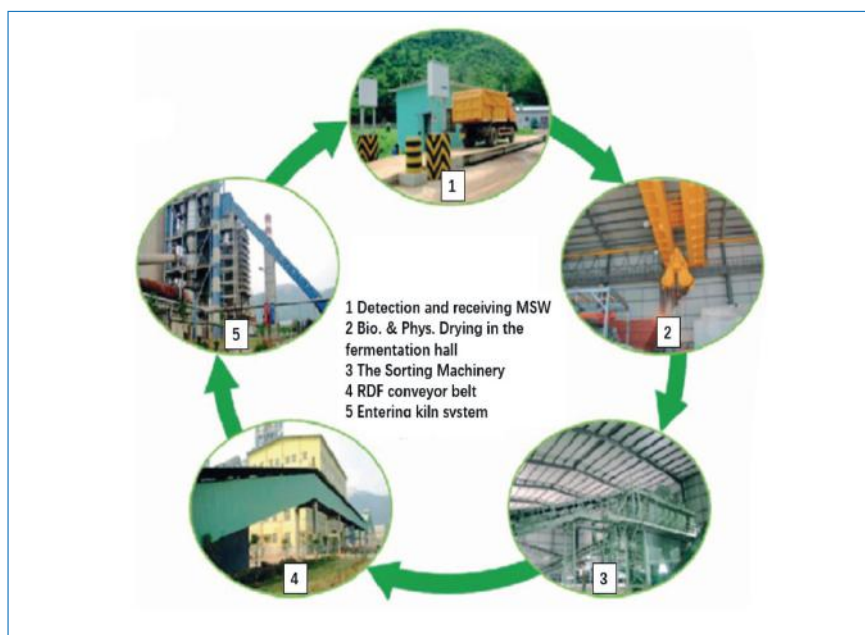 1
2
1 Detection and receiving MSW
2 Bio. & Phys. Drying in the
fermentation hall
3 The Sorting Machinery
4 RDF conveyor belt
5 Entering kiln system
5
4
3